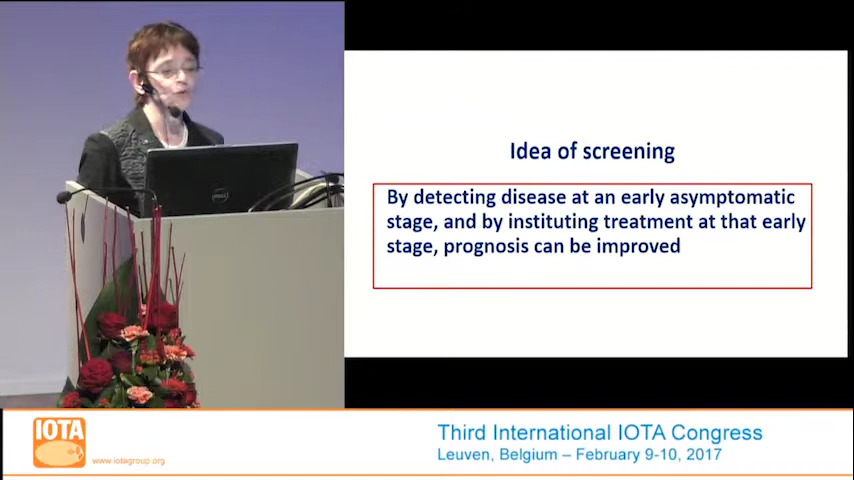 Idea of screening
By detecting disease at an early asymptomatic
stage, and by instituting treatment at that early
stage, prognosis can be improved
DELL
IOTA
www.iotagroup.org
Third International IOTA Congress
Leuven, Belgium – February 9-10, 2017